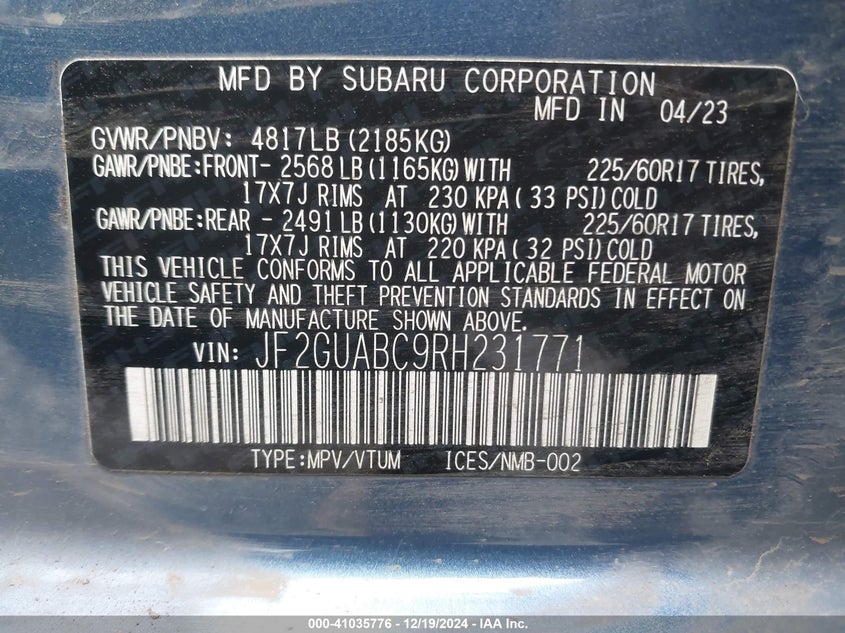 MFD BY SUBARU CORPORATION
MFD IN 04/23
GVWR/PNBV: 4817LB (2185KG)
GAWR/PNBE:FRONT- 2568 LB (1165KG) WITH 225/60R17 TIRES,
17X7J RIMS AT 230 KPA ( 33 PSI) COLD
GAWR/PNBE:REAR - 2491 LB (1130KG) WITH 225/60R17 TIRES,
17X7J RIMS AT 220 KPA ( 32 PSI) COLD
THIS VEHICLE CONFORMS TO ALL APPLICABLE FEDERAL MOTOR
VEHICLE SAFETY AND THEFT PREVENTION STANDARDS IN EFFECT ON
THE DATE OF MANUFACTURE SHOWN ABOVE.
VIN: JF2GUABC9RH231771
TYPE:MPV/VTUM ICES/NMB-002
000-41035776 - 12/19/2024 - IAA Inc.